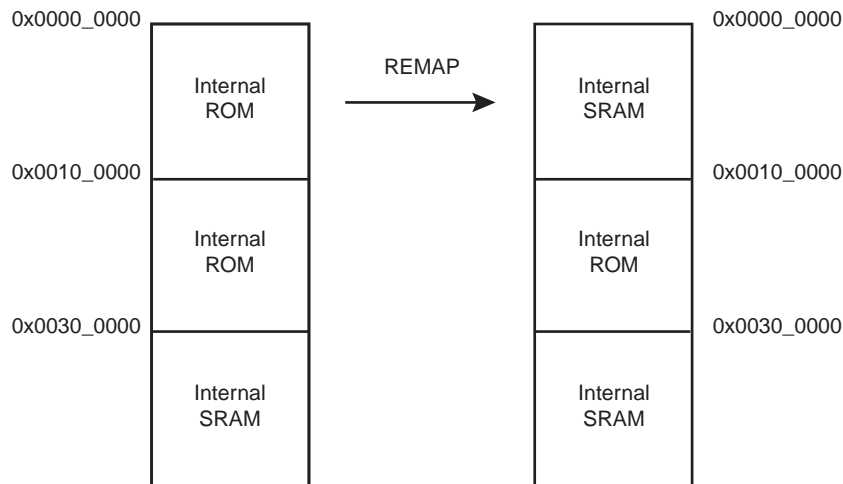 0x0000_0000
Internal
ROM
REMAP
Internal
SRAM
0x0000_0000
0x0010_0000
0x0010_0000
Internal
ROM
Internal
ROM
0x0030_0000
0x0030_0000
Internal
SRAM
Internal
SRAM